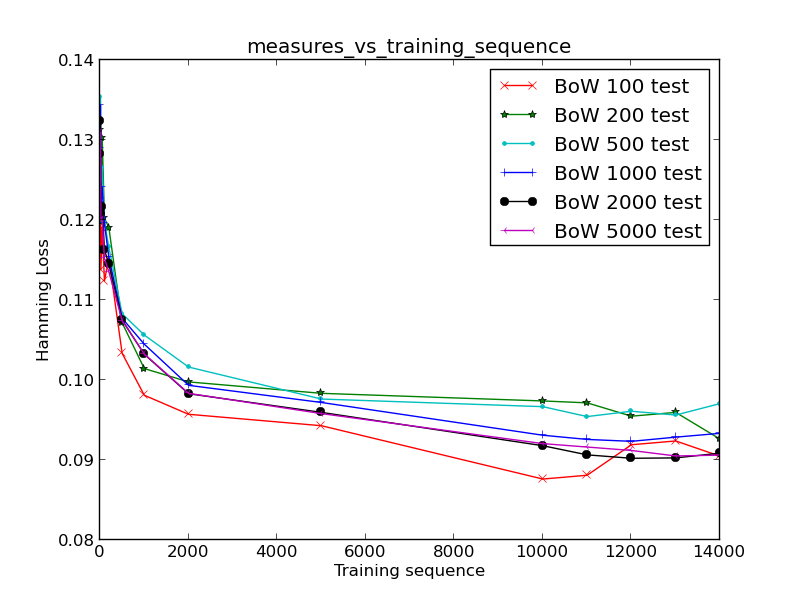 measures_vs_training_sequence
BoW 100 test
BoW 200 test
BoW 500 test
BoW 1000 test
BoW 2000 test
BoW 5000 test
Hamming Loss
0.14
0.13
0.12
0.11
0.10
0.09
0.08
0 2000 4000 6000 8000 10000 12000 14000
Training sequence